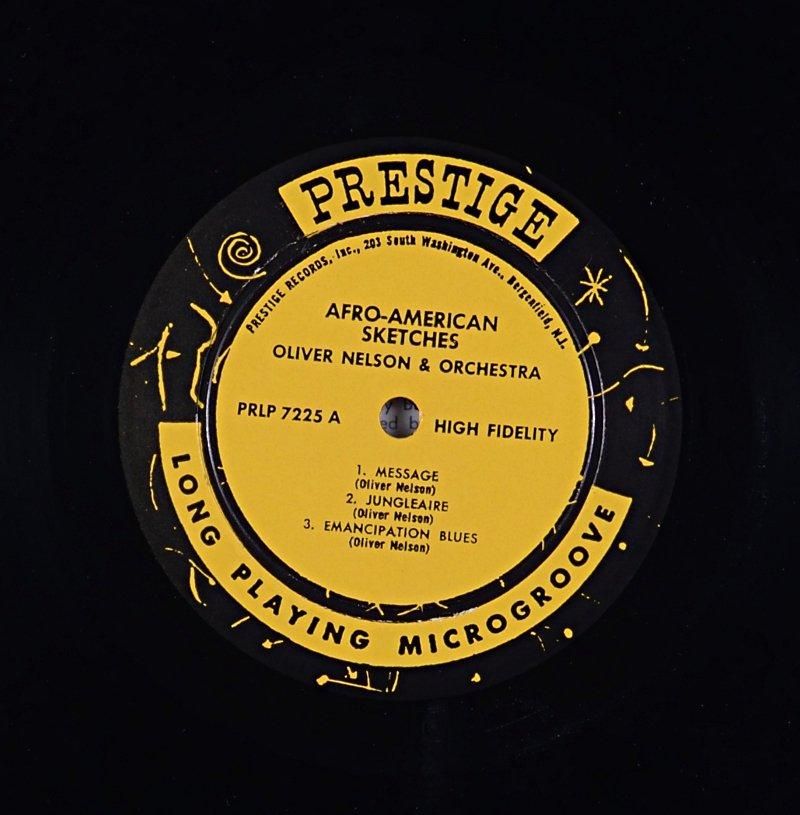 PRESTIGE
PRESTIGE RECORDS, Inc., 203 South Washington Ave., Bergenfield, N.J.
AFRO-AMERICAN
SKETCHES
OLIVER NELSON & ORCHESTRA
PRLP 7225 A
HIGH FIDELITY
1. MESSAGE
(Oliver Nelson)
2. JUNGLEAIRE
(Oliver Nelson)
3. EMANCIPATION BLUES
(Oliver Nelson)
LONG PLAYING MICROGROOVE